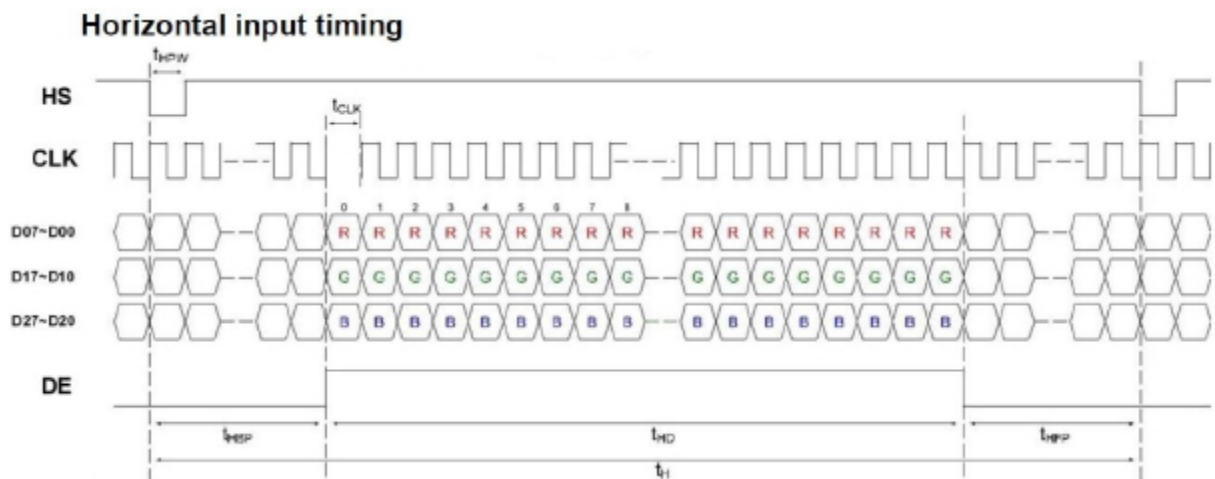 Horizontal input timing
tHPW
HS
tCLK
CLK
0 1 2 3 4 5 6 7 8
D07~D00 R R R R R R R R R R R R R R R R R
D17~D10 G G G G G G G G G G G G G G G G G
D27~D20 B B B B B B B B B B B B B B B B B
DE
tHBP tHD tHFP
tH